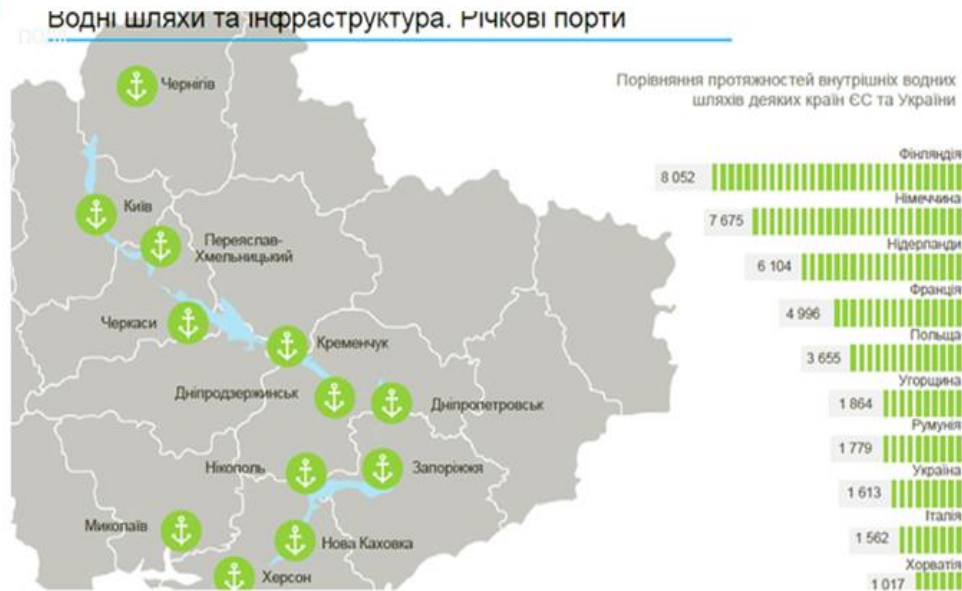 Водні шляхи та інфраструктура. Річкові порти
Порівняння протяжностей внутрішніх водних
шляхів деяких країн ЄС та України
Чернігів
Київ
Переяслав-
Хмельницький
Черкаси
Кременчук
Дніпродзержинськ
Дніпропетровськ
Нікополь
Запоріжжя
Миколаїв
Нова Каховка
Херсон
Фінляндія
8 052
Німеччина
7 675
Нідерланди
6 104
Франція
4 996
Польща
3 655
Угорщина
1 864
Румунія
1 779
Україна
1 613
Італія
1 562
Хорватія
1 017